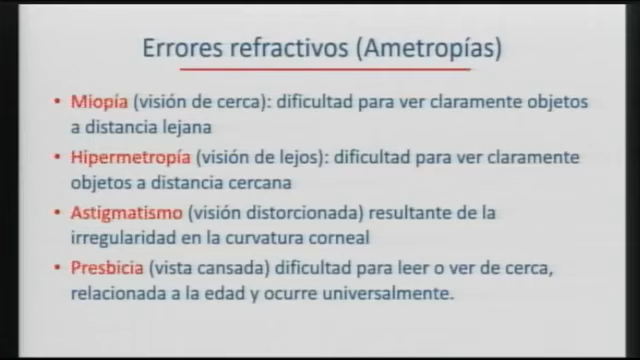 Errores refractivos (Ametropías)
• Miopía (visión de cerca): dificultad para ver claramente objetos
a distancia lejana
• Hipermetropía (visión de lejos): dificultad para ver claramente
objetos a distancia cercana
• Astigmatismo (visión distorcionada) resultante de la
irregularidad en la curvatura corneal
• Presbicia (vista cansada) dificultad para leer o ver de cerca,
relacionada a la edad y ocurre universalmente.